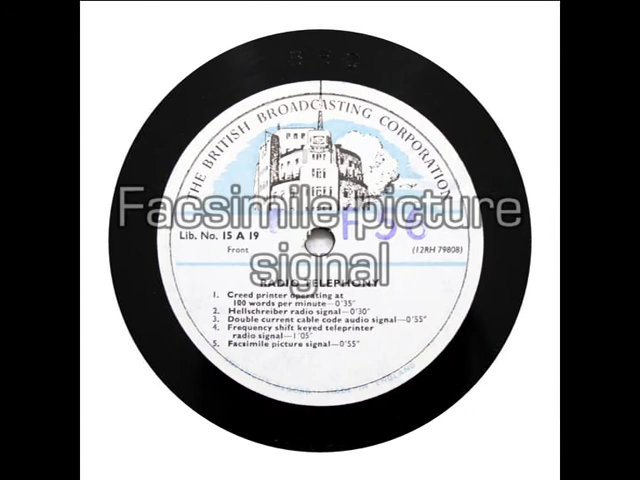 BBC
THE BRITISH BROADCASTING CORPORATION
Facsimile picture
signal
Lib. No. 15 A 19
Front
(12RH 79808)
RADIO TELEPHONY
1. Creed printer operating at
100 words per minute—0'35"
2. Hellschreiber radio signal—0'30"
3. Double current cable code audio signal—0'55"
4. Frequency shift keyed teleprinter
radio signal—1'05"
5. Facsimile picture signal—0'55"